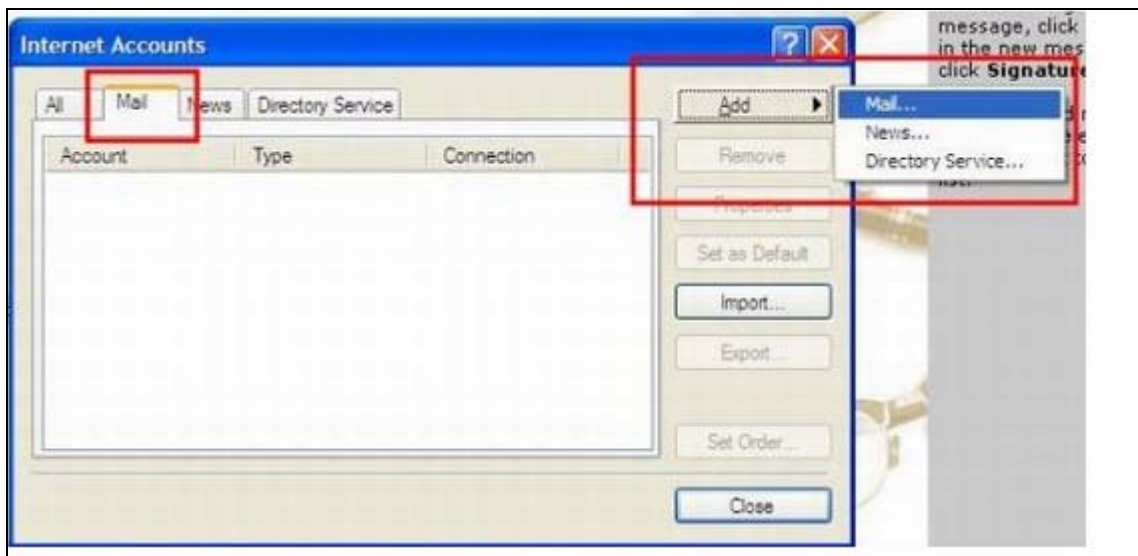 Internet Accounts
All Mail News Directory Service
Account Type Connection
Add
Remove
Properties
Set as Default
Import...
Export...
Set Order...
Close
Mail...
News...
Directory Service...
message, click
in the new mes
click Signature
list.